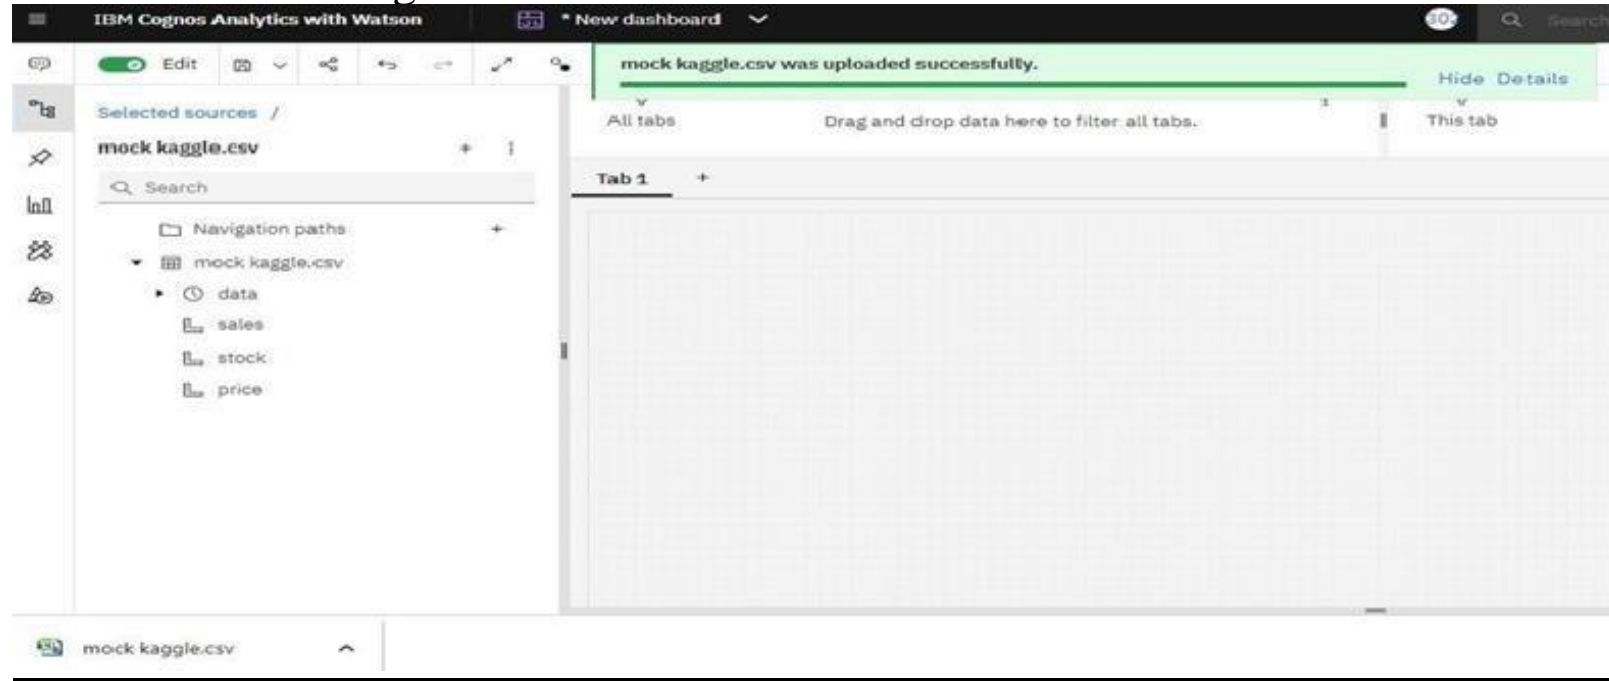 IBM Cognos Analytics with Watson
* New dashboard
Search
Edit
mock kaggle.csv was uploaded successfully.
Hide Details
Selected sources /
mock kaggle.csv
Search
Navigation paths
mock kaggle.csv
data
sales
stock
price
All tabs
Drag and drop data here to filter all tabs.
This tab
Tab 1 +
mock kaggle.csv